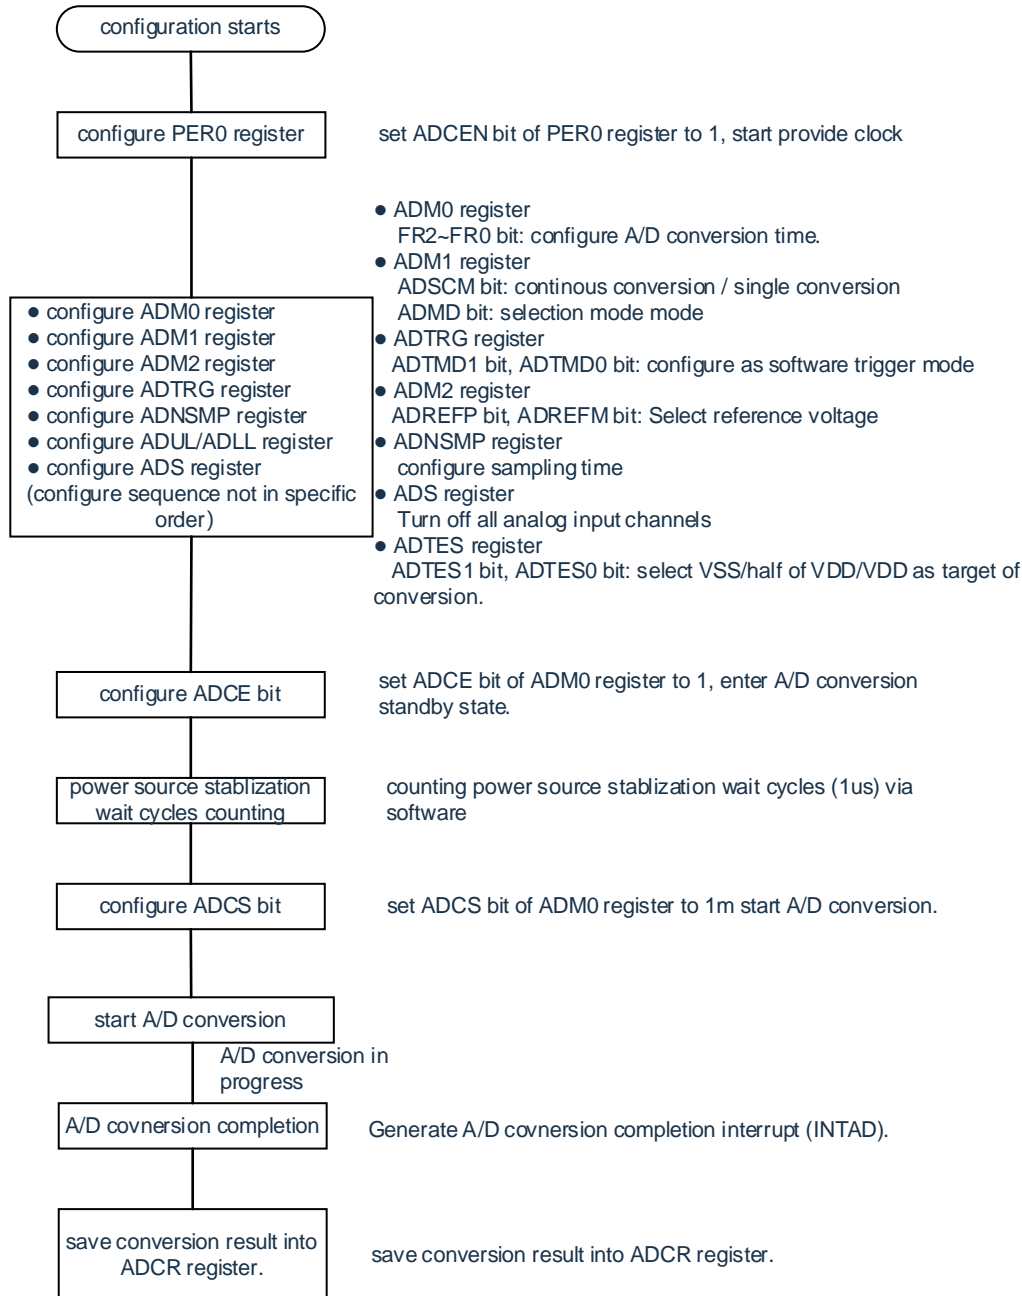 configuration starts
configure PER0 register
set ADCEN bit of PER0 register to 1, start provide clock
● configure ADM0 register
● configure ADM1 register
● configure ADM2 register
● configure ADTRG register
● configure ADNSMP register
● configure ADUL/ADLL register
● configure ADS register
(configure sequence not in specific
order)
● ADM0 register
FR2~FR0 bit: configure A/D conversion time.
● ADM1 register
ADSCM bit: continous conversion / single conversion
ADMD bit: selection mode mode
● ADTRG register
ADTMD1 bit, ADTMD0 bit: configure as software trigger mode
● ADM2 register
ADREFP bit, ADREFM bit: Select reference voltage
● ADNSMP register
configure sampling time
● ADS register
Turn off all analog input channels
● ADTES register
ADTES1 bit, ADTES0 bit: select VSS/half of VDD/VDD as target of
conversion.
configure ADCE bit
set ADCE bit of ADM0 register to 1, enter A/D conversion
standby state.
power source stablization
wait cycles counting
counting power source stablization wait cycles (1us) via
software
configure ADCS bit
set ADCS bit of ADM0 register to 1m start A/D conversion.
start A/D conversion
A/D conversion in
progress
A/D covnersion completion
Generate A/D covnersion completion interrupt (INTAD).
save conversion result into
ADCR register.
save conversion result into ADCR register.